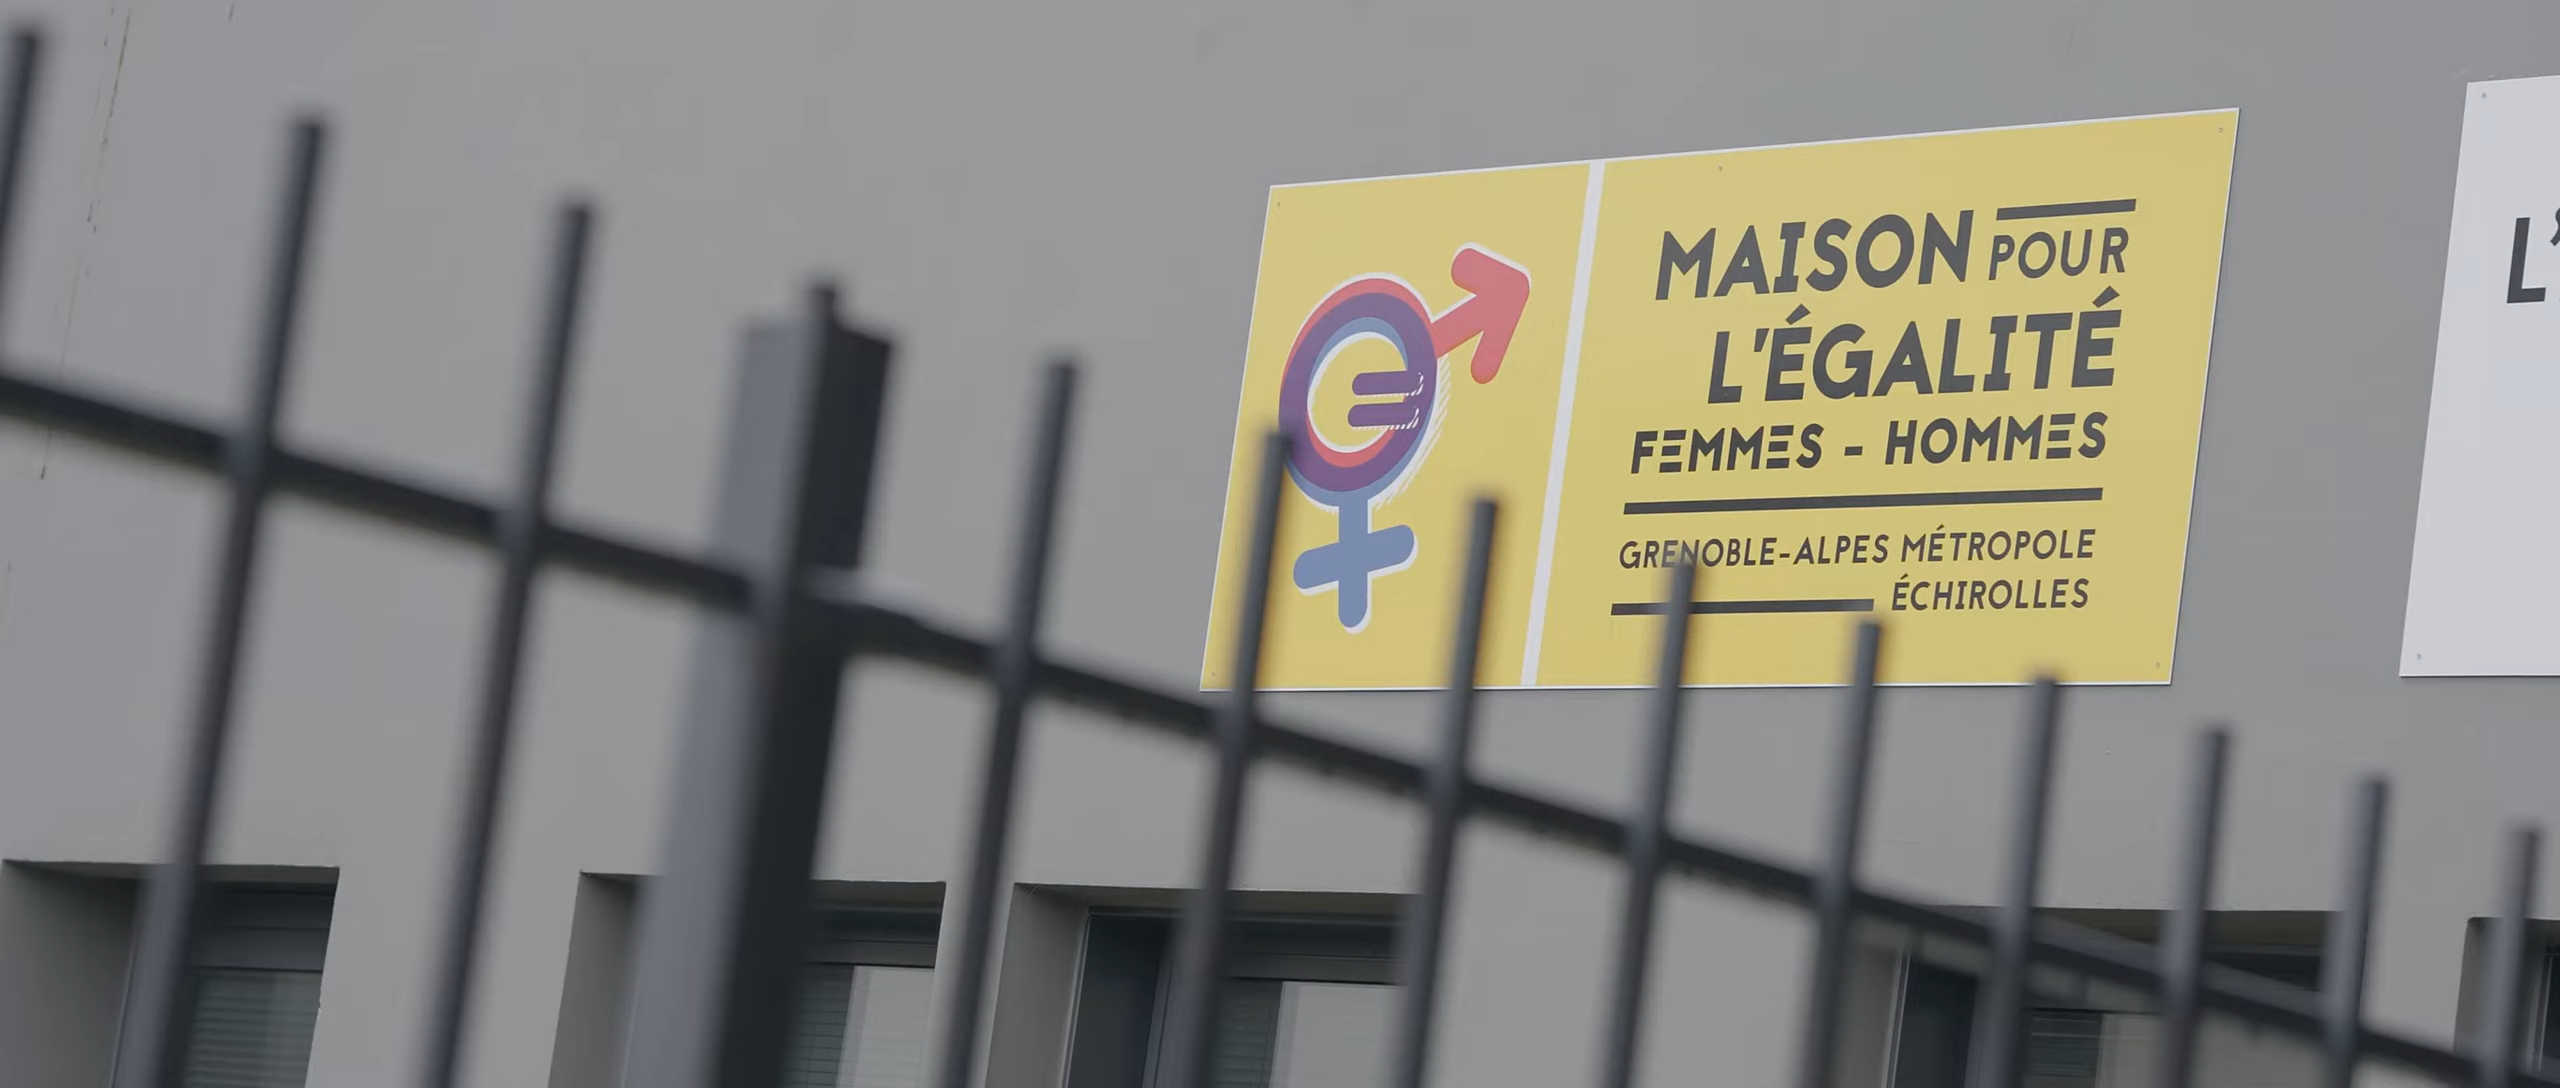 MAISON POUR
L'ÉGALITÉ
FEMMES - HOMMES
GRENOBLE-ALPES MÉTROPOLE
ÉCHIROLLES
L'